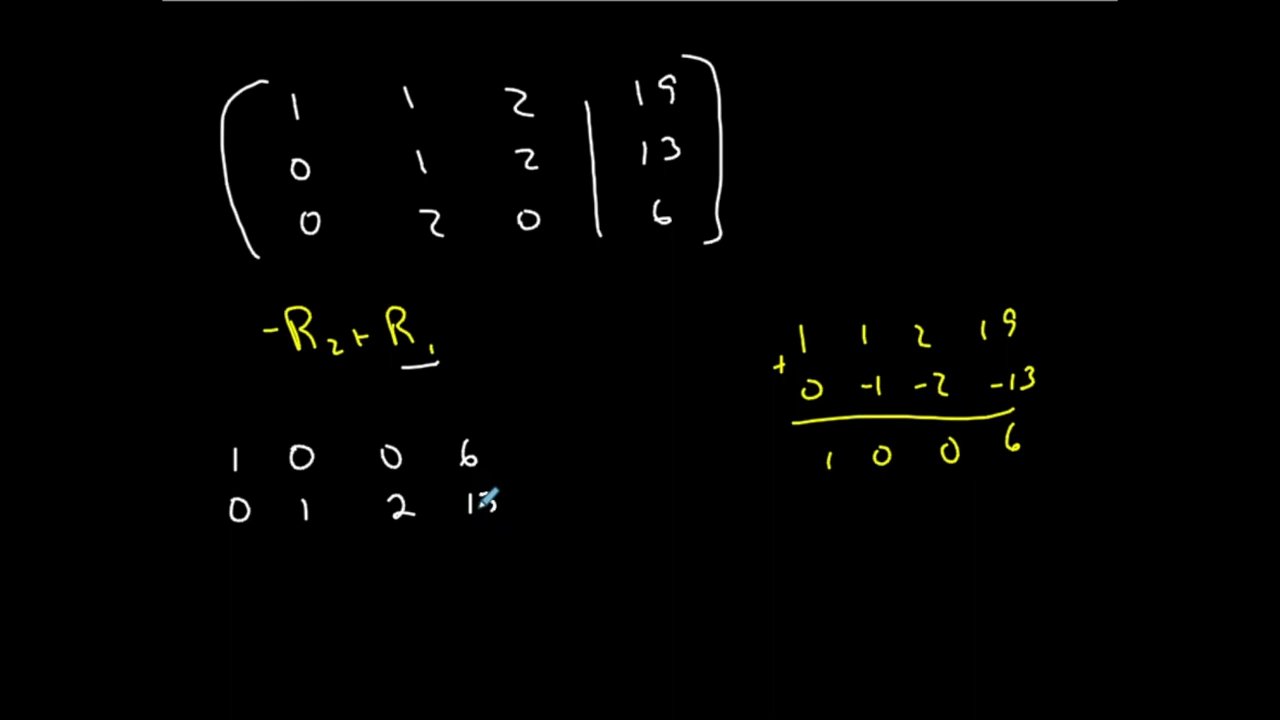 1 1 2 | 19
0 1 2 | 13
0 2 0 | 6
-R2 + R1
1 1 2 19
+ 0 -1 -2 -13
1 0 0 6
1 0 0 6
0 1 2 13